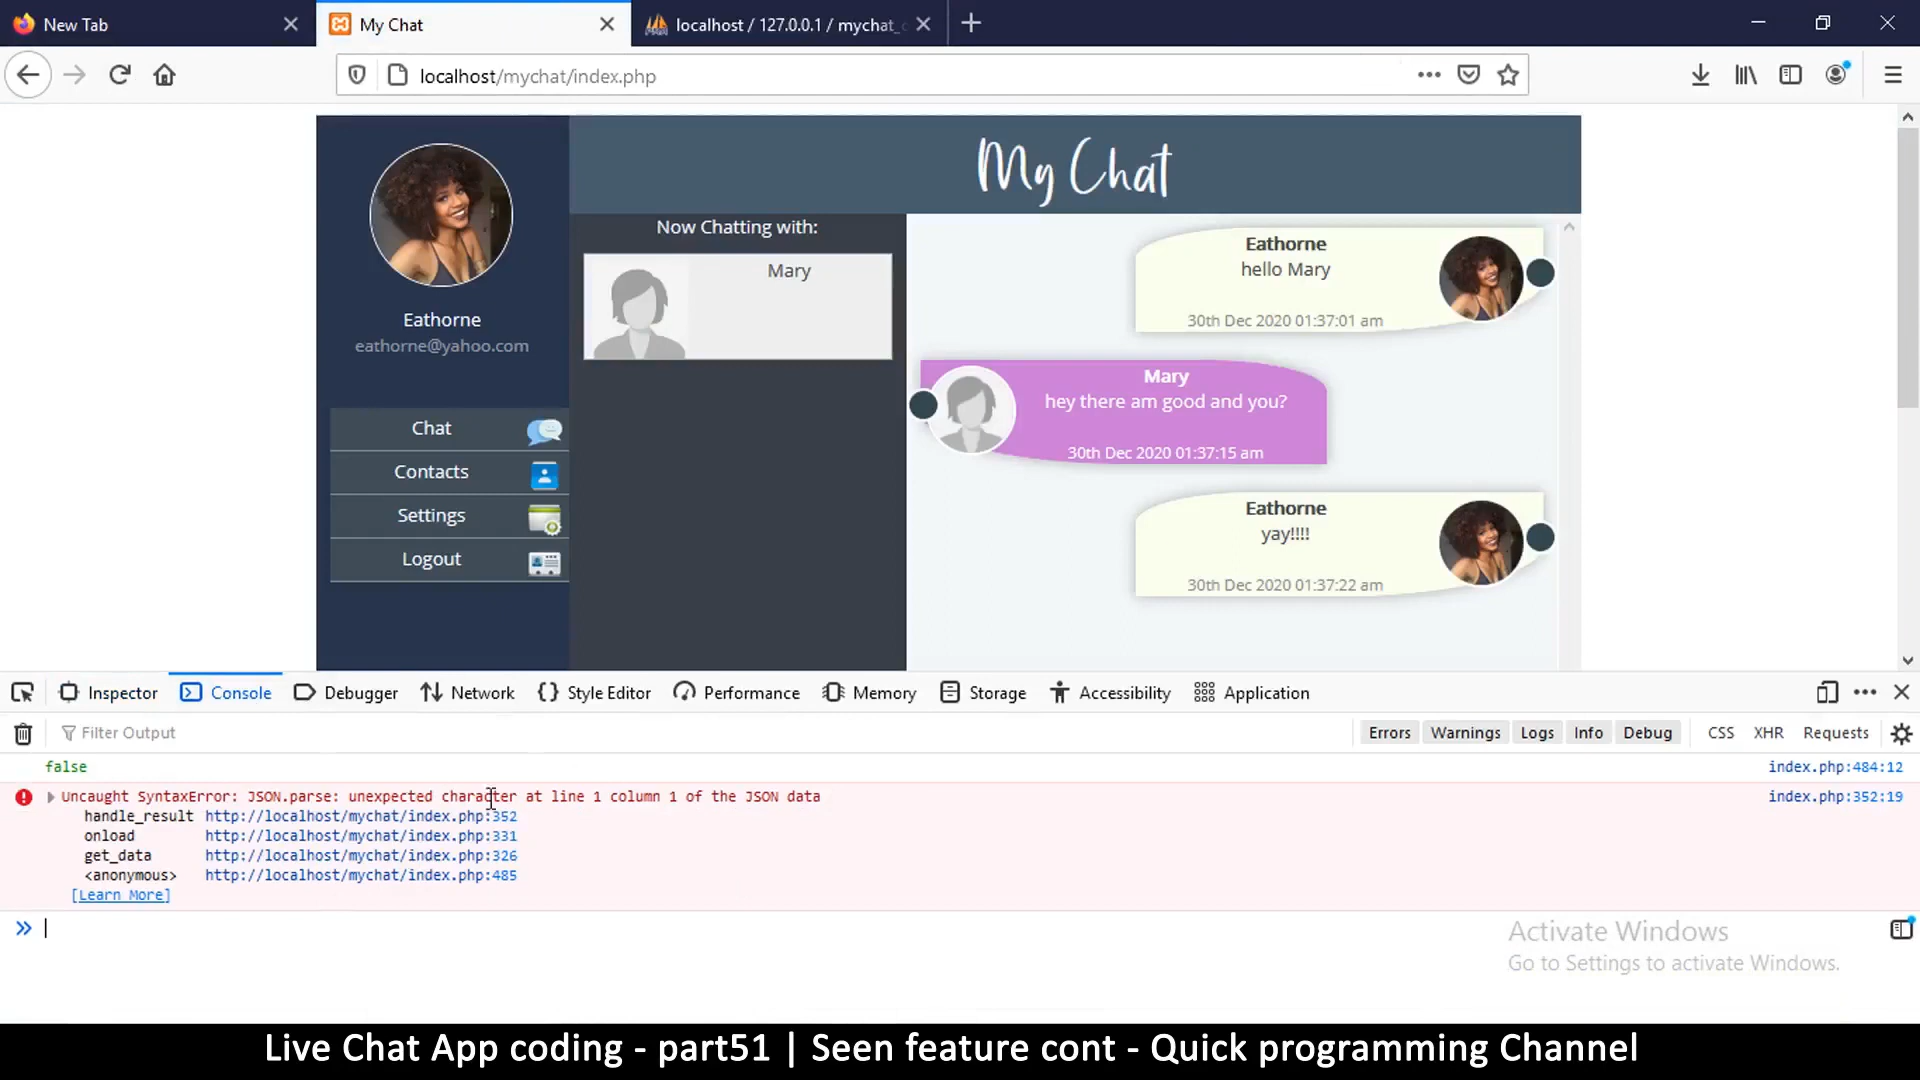 New Tab
My Chat
localhost / 127.0.0.1 / mychat_
localhost/mychat/index.php
My Chat
Eathorne
eathorne@yahoo.com
Chat
Contacts
Settings
Logout
Now Chatting with:
Mary
Eathorne
hello Mary
30th Dec 2020 01:37:01 am
Mary
hey there am good and you?
30th Dec 2020 01:37:15 am
Eathorne
yay!!!!
30th Dec 2020 01:37:22 am
Inspector Console Debugger Network Style Editor Performance Memory Storage Accessibility Application
Filter Output Errors Warnings Logs Info Debug CSS XHR Requests
false index.php:484:12
Uncaught SyntaxError: JSON.parse: unexpected character at line 1 column 1 of the JSON data index.php:352:19
handle_result http://localhost/mychat/index.php:352
onload http://localhost/mychat/index.php:331
get_data http://localhost/mychat/index.php:326
<anonymous> http://localhost/mychat/index.php:485
[Learn More]
Activate Windows
Go to Settings to activate Windows.
Live Chat App coding - part51 | Seen feature cont - Quick programming Channel